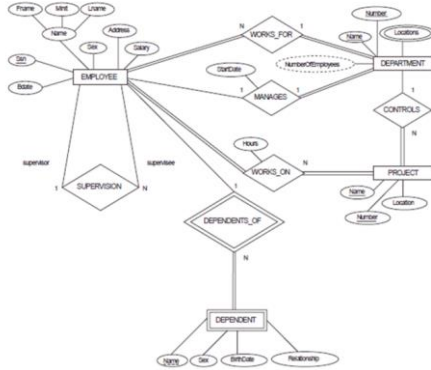 Fname
Minit
Lname
Number
Name
Address
Sex
Salary
N
WORKS_FOR
1
Name
Locations
Ssn
EMPLOYEE
StartDate
NumberOfEmployees
DEPARTMENT
Bdate
1
MANAGES
1
1
CONTROLS
Hours
N
N
supervisor
supervisee
M
WORKS_ON
PROJECT
1
SUPERVISION
N
1
Name
Location
Number
DEPENDENTS_OF
N
DEPENDENT
Name
Sex
BirthDate
Relationship